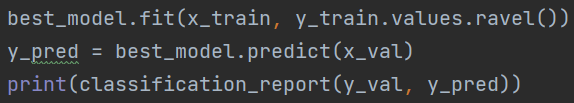 best_model.fit(x_train, y_train.values.ravel())
y_pred = best_model.predict(x_val)
print(classification_report(y_val, y_pred))